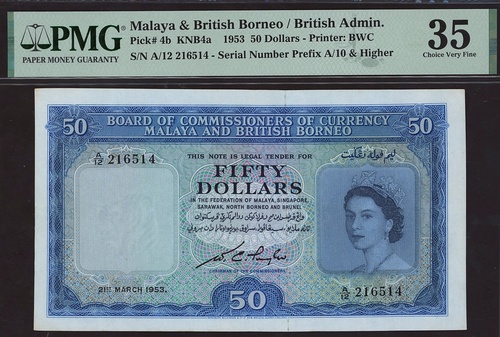 PMG
PAPER MONEY GUARANTY
Malaya & British Borneo / British Admin.
Pick# 4b KNB4a 1953 50 Dollars - Printer: BWC
S/N A/12 216514 - Serial Number Prefix A/10 & Higher
35
Choice Very Fine
50 BOARD OF COMMISSIONERS OF CURRENCY 50
MALAYA AND BRITISH BORNEO
A/12 216514
THIS NOTE IS LEGAL TENDER FOR
FIFTY
DOLLARS
IN THE FEDERATION OF MALAYA, SINGAPORE,
SARAWAK, NORTH BORNEO AND BRUNEI.
CHAIRMAN OF THE COMMISSIONERS.
21ST MARCH 1953.
A/12 216514
50